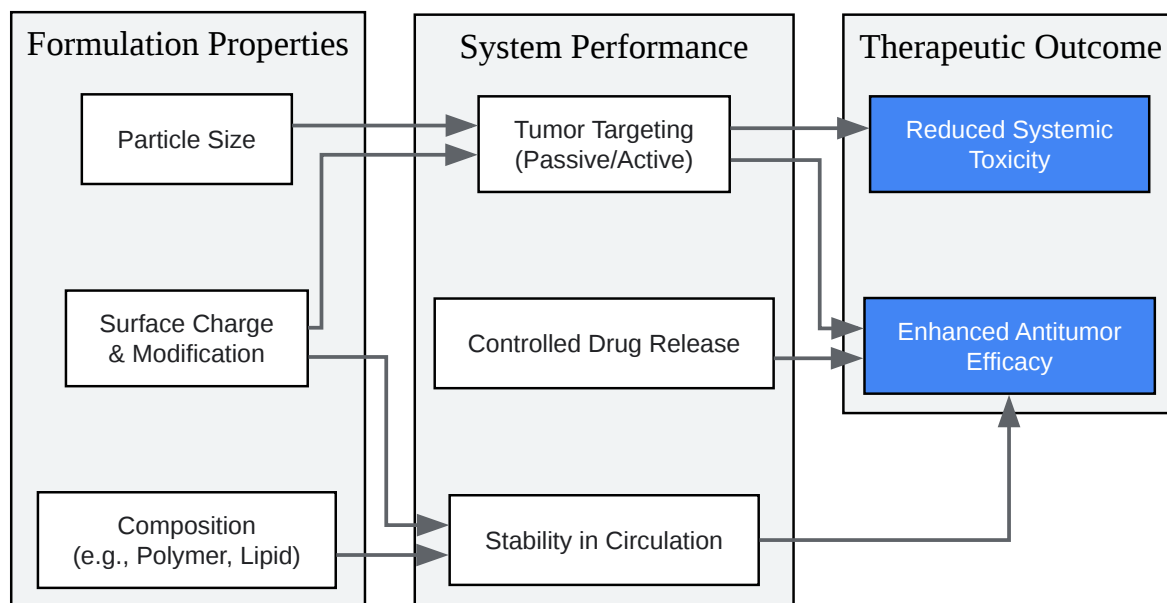 Formulation Properties
Particle Size
Surface Charge
& Modification
Composition
(e.g., Polymer, Lipid)
System Performance
Tumor Targeting
(Passive/Active)
Controlled Drug Release
Stability in Circulation
Therapeutic Outcome
Reduced Systemic
Toxicity
Enhanced Antitumor
Efficacy